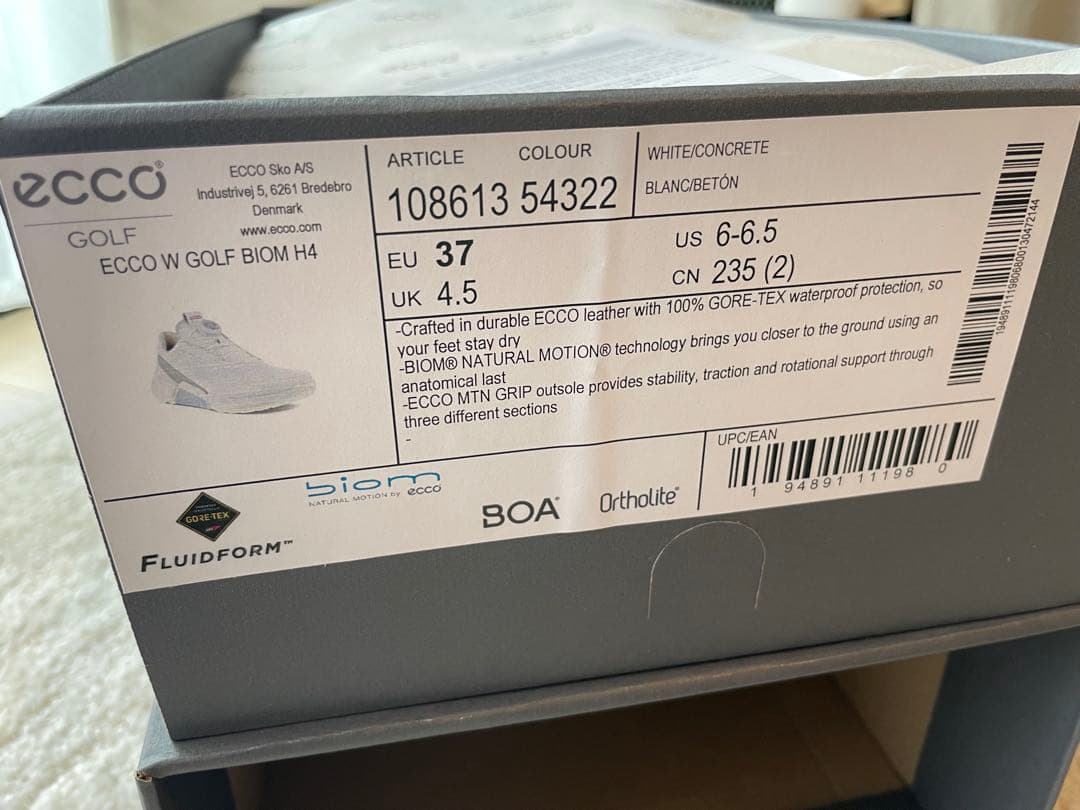 ecco®
GOLF
ECCO W GOLF BIOM H4
ECCO Sko A/S
Industrivej 5, 6261 Bredebro
Denmark
www.ecco.com
ARTICLE COLOUR
108613 54322
WHITE/CONCRETE
BLANC/BETÓN
EU 37
UK 4.5
US 6-6.5
CN 235 (2)
-Crafted in durable ECCO leather with 100% GORE-TEX waterproof protection, so
your feet stay dry
-BIOM® NATURAL MOTION® technology brings you closer to the ground using an
anatomical last
-ECCO MTN GRIP outsole provides stability, traction and rotational support through
three different sections
-
GORE-TEX
FLUIDFORM™
biom
NATURAL MOTION BY ecco
BOA®
Ortholite®
UPC/EAN
1 94891 11198 0